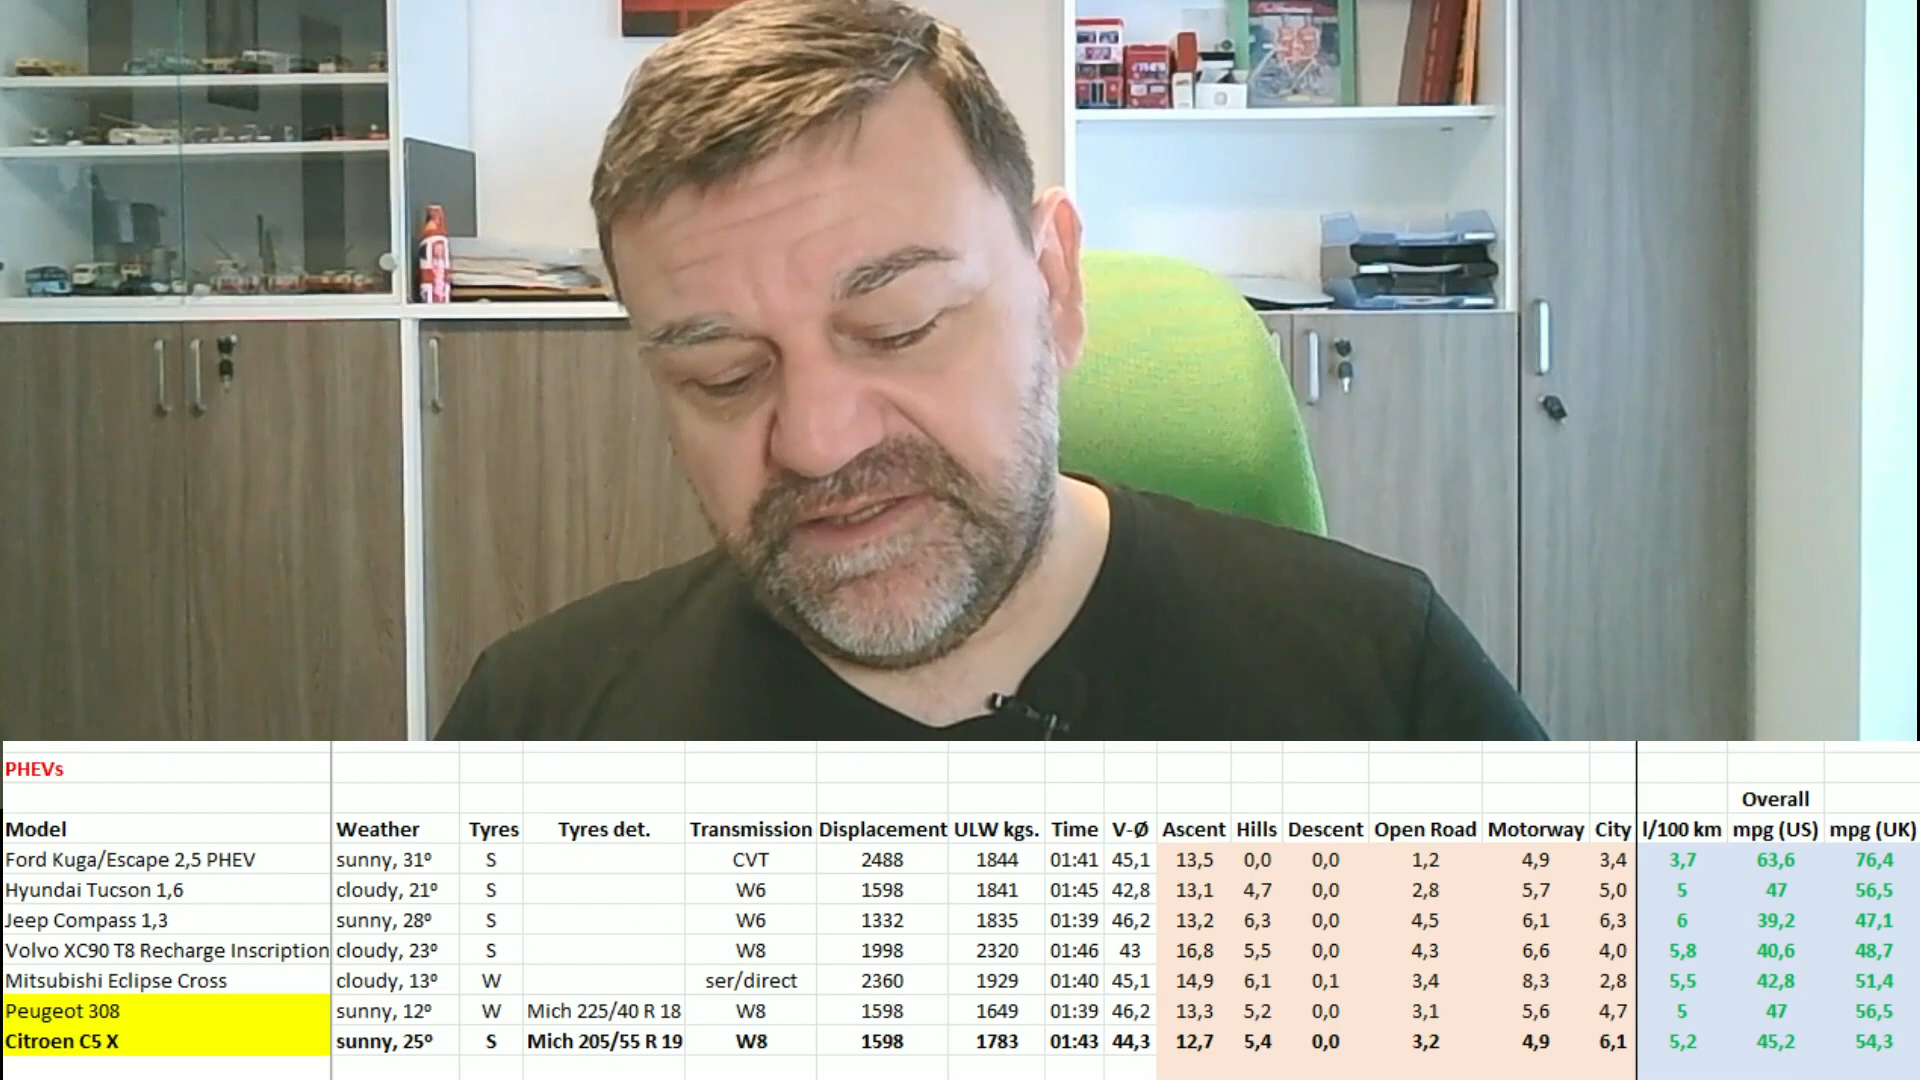 PHEVs
Overall
Model Weather Tyres Tyres det. Transmission Displacement ULW kgs. Time V-Ø Ascent Hills Descent Open Road Motorway City l/100 km mpg (US) mpg (UK)
Ford Kuga/Escape 2,5 PHEV sunny, 31º S CVT 2488 1844 01:41 45,1 13,5 0,0 0,0 1,2 4,9 3,4 3,7 63,6 76,4
Hyundai Tucson 1,6 cloudy, 21º S W6 1598 1841 01:45 42,8 13,1 4,7 0,0 2,8 5,7 5,0 5 47 56,5
Jeep Compass 1,3 sunny, 28º S W6 1332 1835 01:39 46,2 13,2 6,3 0,0 4,5 6,1 6,3 6 39,2 47,1
Volvo XC90 T8 Recharge Inscription cloudy, 23º S W8 1998 2320 01:46 43 16,8 5,5 0,0 4,3 6,6 4,0 5,8 40,6 48,7
Mitsubishi Eclipse Cross cloudy, 13º W ser/direct 2360 1929 01:40 45,1 14,9 6,1 0,1 3,4 8,3 2,8 5,5 42,8 51,4
Peugeot 308 sunny, 12º W Mich 225/40 R 18 W8 1598 1649 01:39 46,2 13,3 5,2 0,0 3,1 5,6 4,7 5 47 56,5
Citroen C5 X sunny, 25º S Mich 205/55 R 19 W8 1598 1783 01:43 44,3 12,7 5,4 0,0 3,2 4,9 6,1 5,2 45,2 54,3